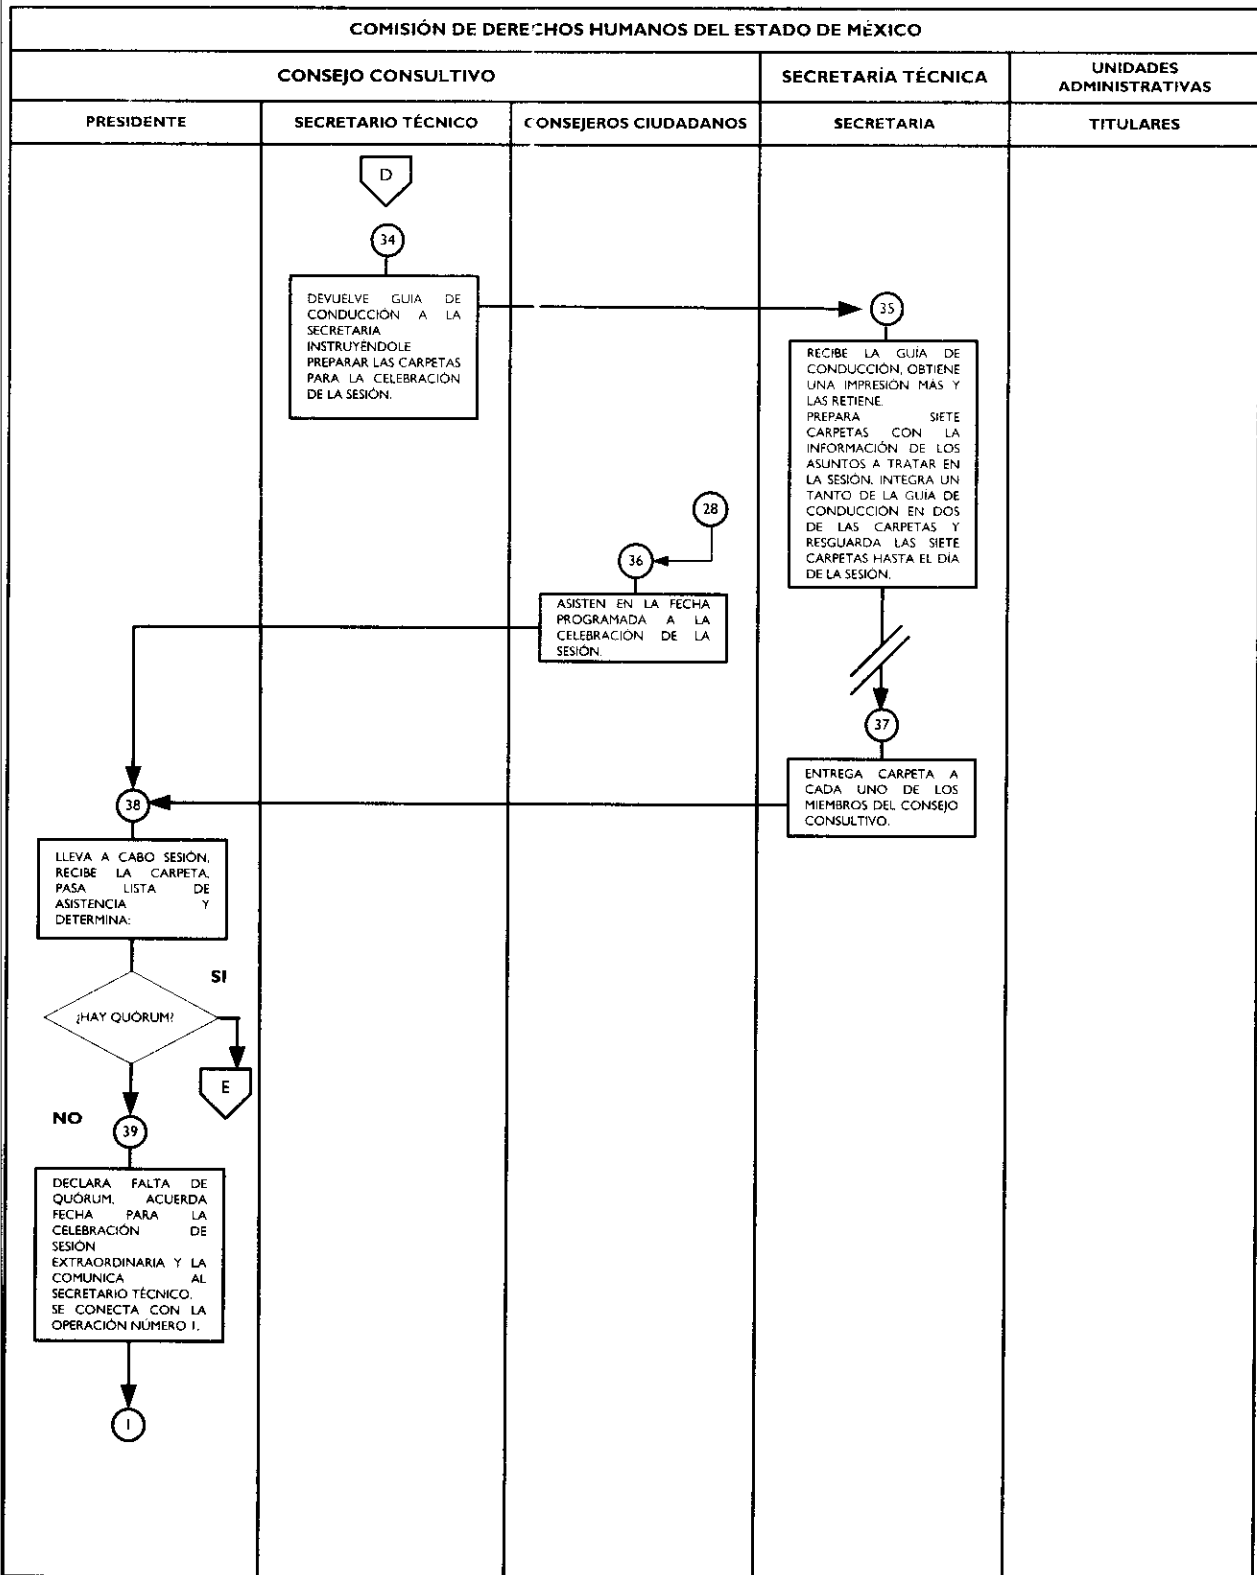 COMISIÓN DE DERECHOS HUMANOS DEL ESTADO DE MÉXICO
CONSEJO CONSULTIVO
SECRETARÍA TÉCNICA
UNIDADES
ADMINISTRATIVAS
PRESIDENTE
SECRETARIO TÉCNICO
CONSEJEROS CIUDADANOS
SECRETARIA
TITULARES
D
34
DEVUELVE GUIA DE
CONDUCCIÓN A LA
SECRETARIA
INSTRUYÉNDOLE
PREPARAR LAS CARPETAS
PARA LA CELEBRACIÓN
DE LA SESIÓN.
35
RECIBE LA GUÍA DE
CONDUCCIÓN, OBTIENE
UNA IMPRESIÓN MÁS Y
LAS RETIENE.
PREPARA SIETE
CARPETAS CON LA
INFORMACIÓN DE LOS
ASUNTOS A TRATAR EN
LA SESIÓN, INTEGRA UN
TANTO DE LA GUÍA DE
CONDUCCIÓN EN DOS
DE LAS CARPETAS Y
RESGUARDA LAS SIETE
CARPETAS HASTA EL DÍA
DE LA SESIÓN.
28
36
ASISTEN EN LA FECHA
PROGRAMADA A LA
CELEBRACIÓN DE LA
SESIÓN.
37
ENTREGA CARPETA A
CADA UNO DE LOS
MIEMBROS DEL CONSEJO
CONSULTIVO.
38
LLEVA A CABO SESIÓN,
RECIBE LA CARPETA,
PASA LISTA DE
ASISTENCIA Y
DETERMINA:
¿HAY QUÓRUM?
SI
E
NO
39
DECLARA FALTA DE
QUÓRUM, ACUERDA
FECHA PARA LA
CELEBRACIÓN DE
SESIÓN
EXTRAORDINARIA Y LA
COMUNICA AL
SECRETARIO TÉCNICO.
SE CONECTA CON LA
OPERACIÓN NÚMERO 1.
1